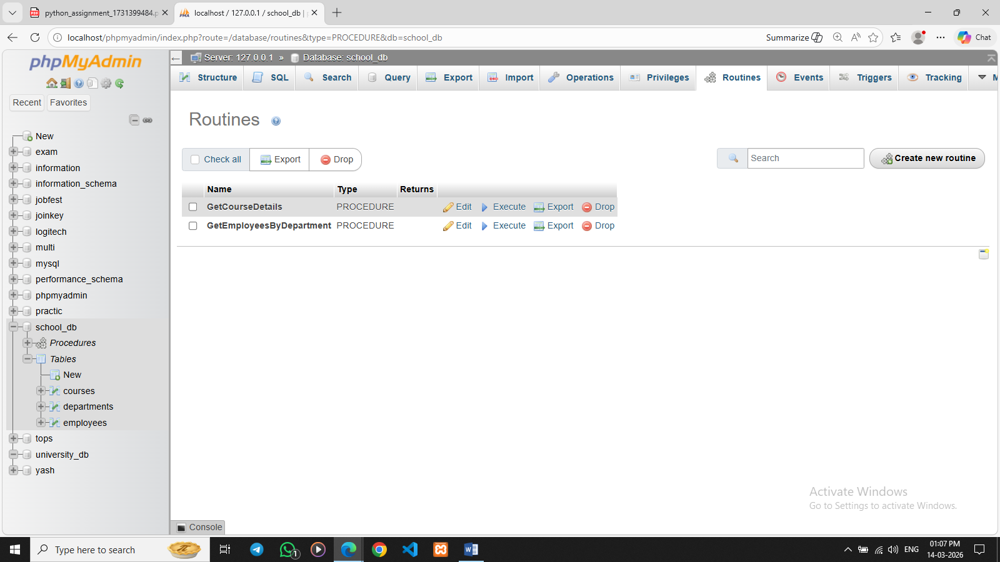 python_assignment_1731399484.p
localhost / 127.0.0.1 / school_db | p
localhost/phpmyadmin/index.php?route=/database/routines&type=PROCEDURE&db=school_db
Summarize
Chat
phpMyAdmin
Recent
Favorites
New
exam
information
information_schema
jobfest
joinkey
logitech
multi
mysql
performance_schema
phpmyadmin
practic
school_db
Procedures
Tables
New
courses
departments
employees
tops
university_db
yash
Server: 127.0.0.1 » Database: school_db
Structure SQL Search Query Export Import Operations Privileges Routines Events Triggers Tracking M
Routines
Check all Export Drop
Search
Create new routine
Name Type Returns
GetCourseDetails PROCEDURE Edit Execute Export Drop
GetEmployeesByDepartment PROCEDURE Edit Execute Export Drop
Activate Windows
Go to Settings to activate Windows.
Console
Type here to search
1
ENG
01:07 PM
14-03-2026